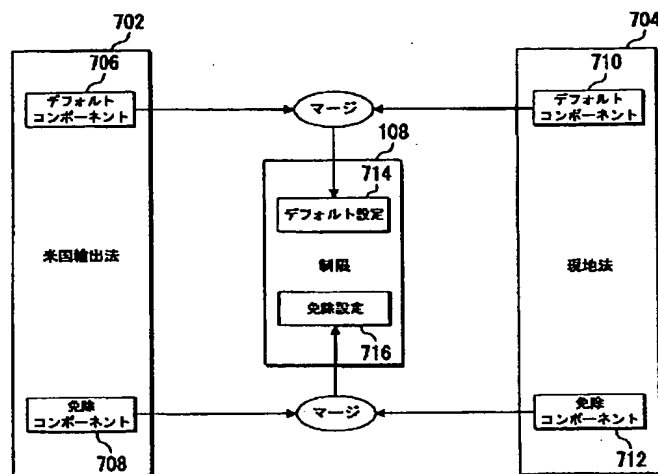 702
706
デフォルト
コンポーネント
米国輸出法
免除
コンポーネント
708
マージ
108
714
デフォルト設定
制限
免除設定
716
マージ
704
710
デフォルト
コンポーネント
現地法
免除
コンポーネント
712